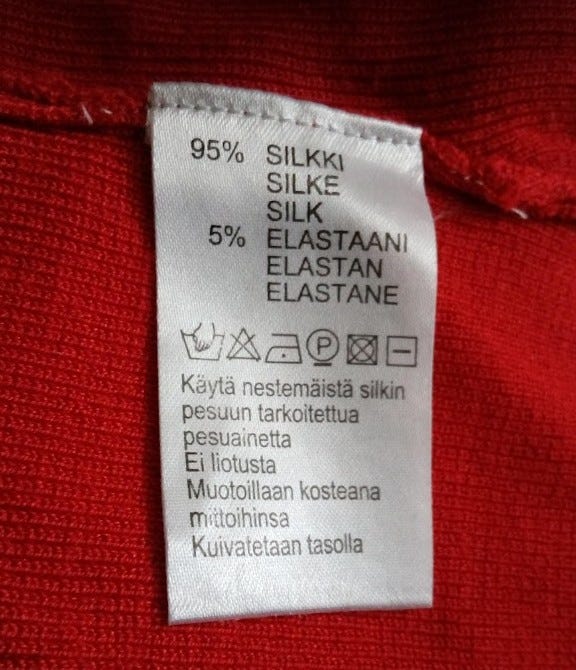 95% SILKKI
SILKE
SILK
5% ELASTAANI
ELASTAN
ELASTANE
P
Käytä nestemäistä silkin
pesuun tarkoitettua
pesuainetta
Ei liotusta
Muotoillaan kosteana
mittoihinsa
Kuivatetaan tasolla